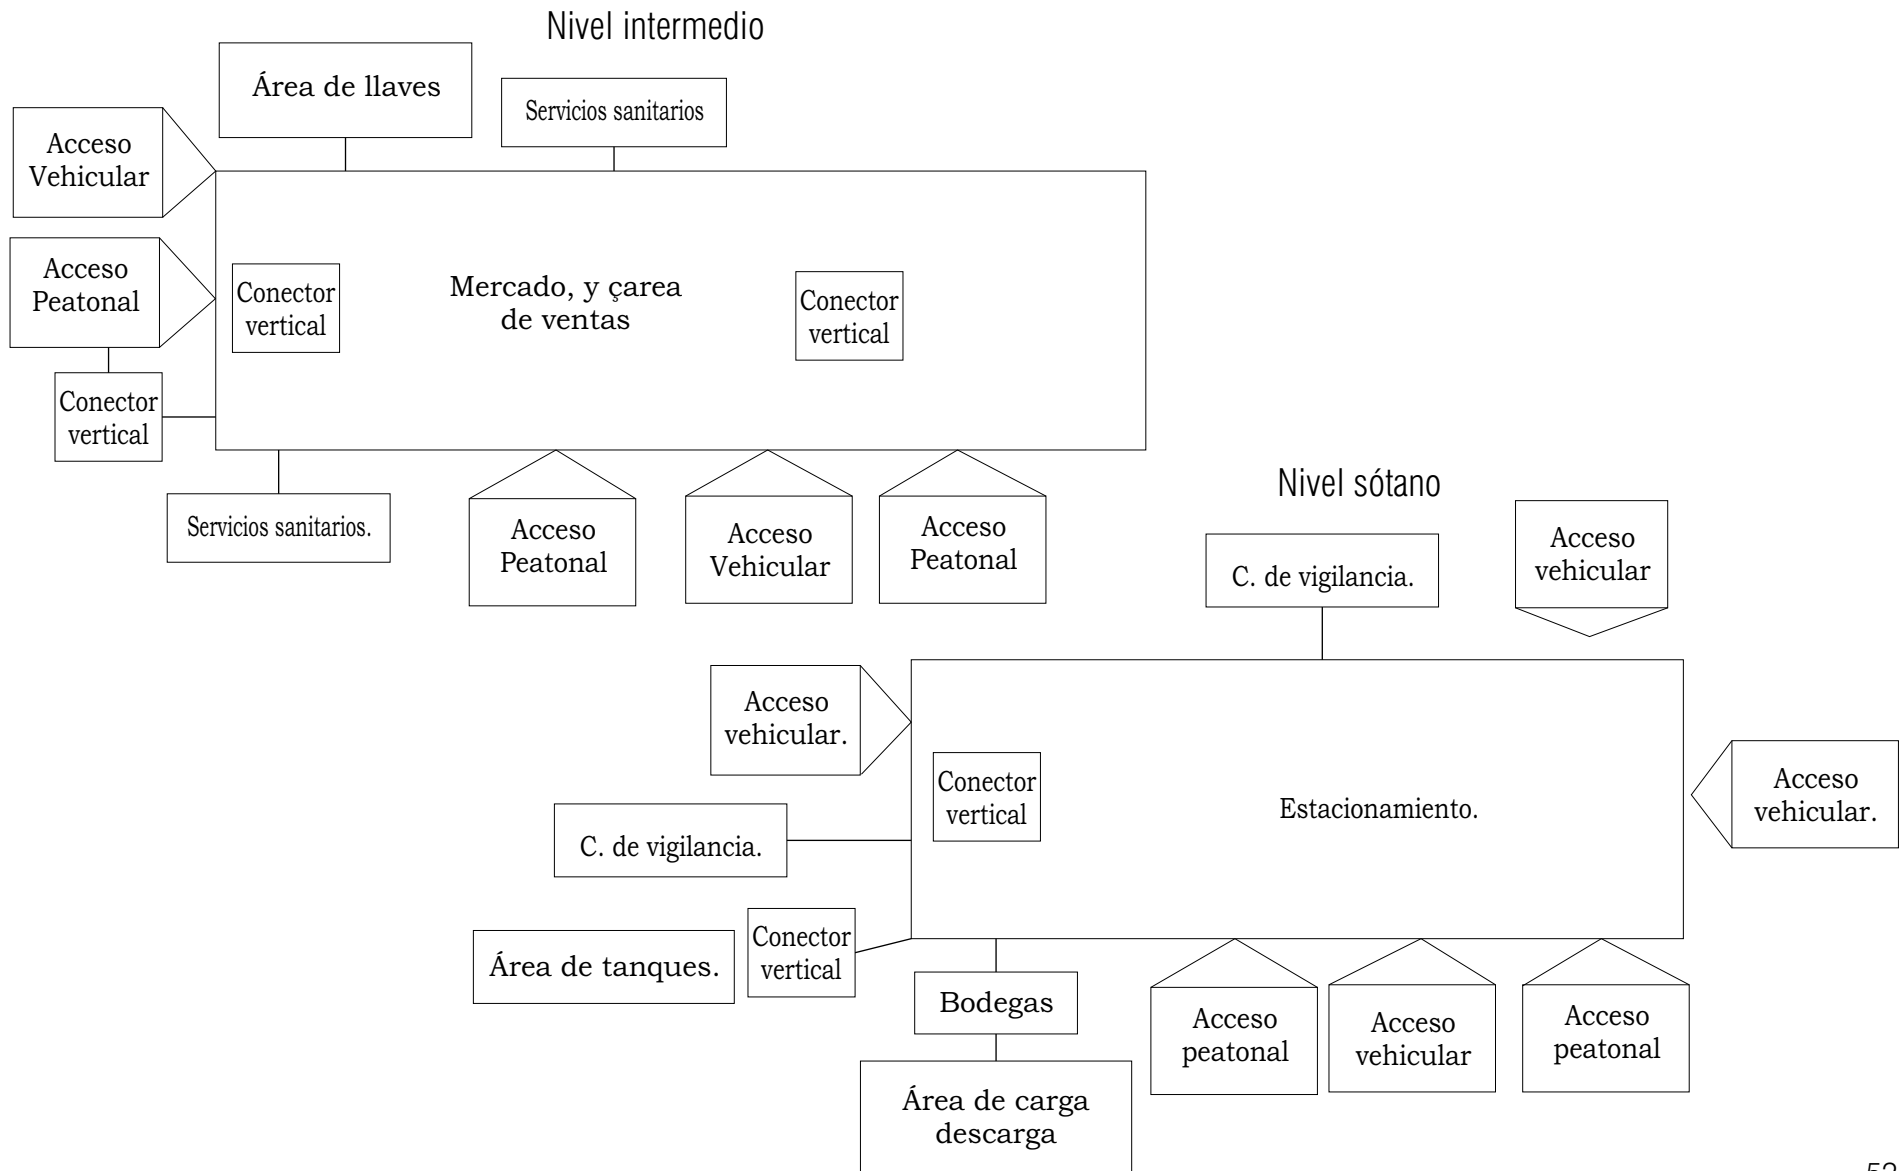 Nivel intermedio
Área de llaves
Servicios sanitarios
Acceso
Vehicular
Acceso
Peatonal
Conector
vertical
Mercado, y çarea
de ventas
Conector
vertical
Conector
vertical
Servicios sanitarios.
Acceso
Peatonal
Acceso
Vehicular
Acceso
Peatonal
Nivel sótano
C. de vigilancia.
Acceso
vehicular
Acceso
vehicular.
Conector
vertical
Estacionamiento.
Acceso
vehicular.
C. de vigilancia.
Área de tanques.
Conector
vertical
Bodegas
Acceso
peatonal
Acceso
vehicular
Acceso
peatonal
Área de carga
descarga
52